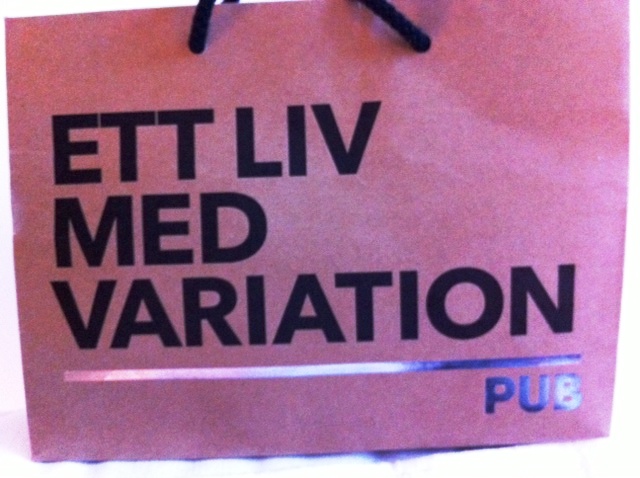 ETT LIV
MED
VARIATION
PUB